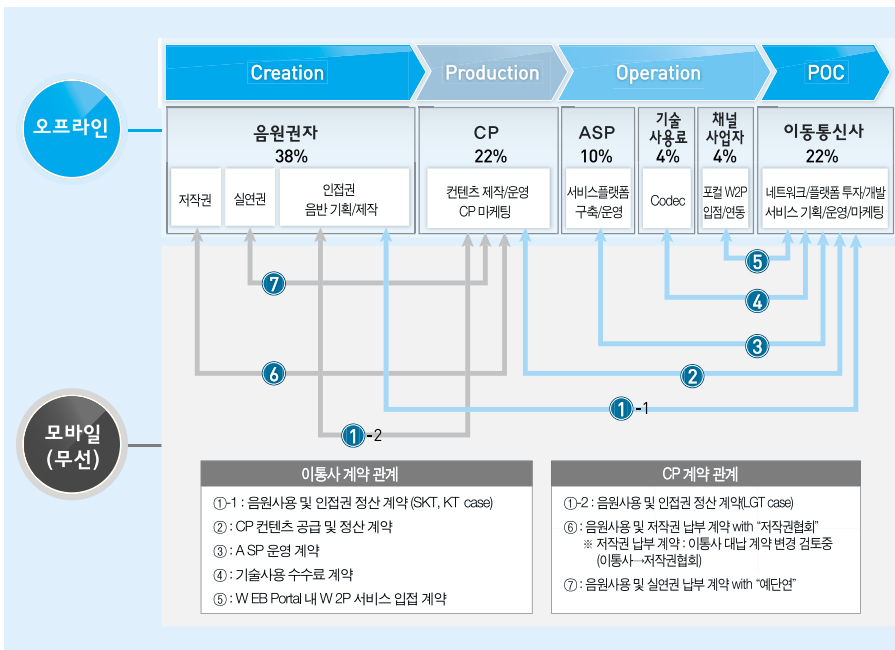 Creation
Production
Operation
POC
오프라인
음원권자
38%
CP
22%
ASP
10%
기술
사용료
4%
채널
사업자
4%
이동통신사
22%
저작권
실연권
인접권
음반 기획/제작
컨텐츠 제작/운영
CP 마케팅
서비스플랫폼
구축/운영
Codec
포컬 W2P
입점/연동
네트워크/플랫폼 투자/개발
서비스 기획/운영/마케팅
5
7
4
3
6
2
1-1
1-2
모바일
(무선)
이통사 계약 관계
①-1 : 음원사용 및 인접권 정산 계약 (SKT, KT case)
② : CP 컨텐츠 공급 및 정산 계약
③ : A SP 운영 계약
④ : 기술사용 수수료 계약
⑤ : W EB Portal 내 W 2P 서비스 입접 계약
CP 계약 관계
①-2 : 음원사용 및 인접권 정산 계약(LGT case)
⑥ : 음원사용 및 저작권 납부 계약 with “저작권협회”
※ 저작권 납부 계약 : 이통사 대납 계약 변경 검토중
(이통사→저작권협회)
⑦ : 음원사용 및 실연권 납부 계약 with “예단연”